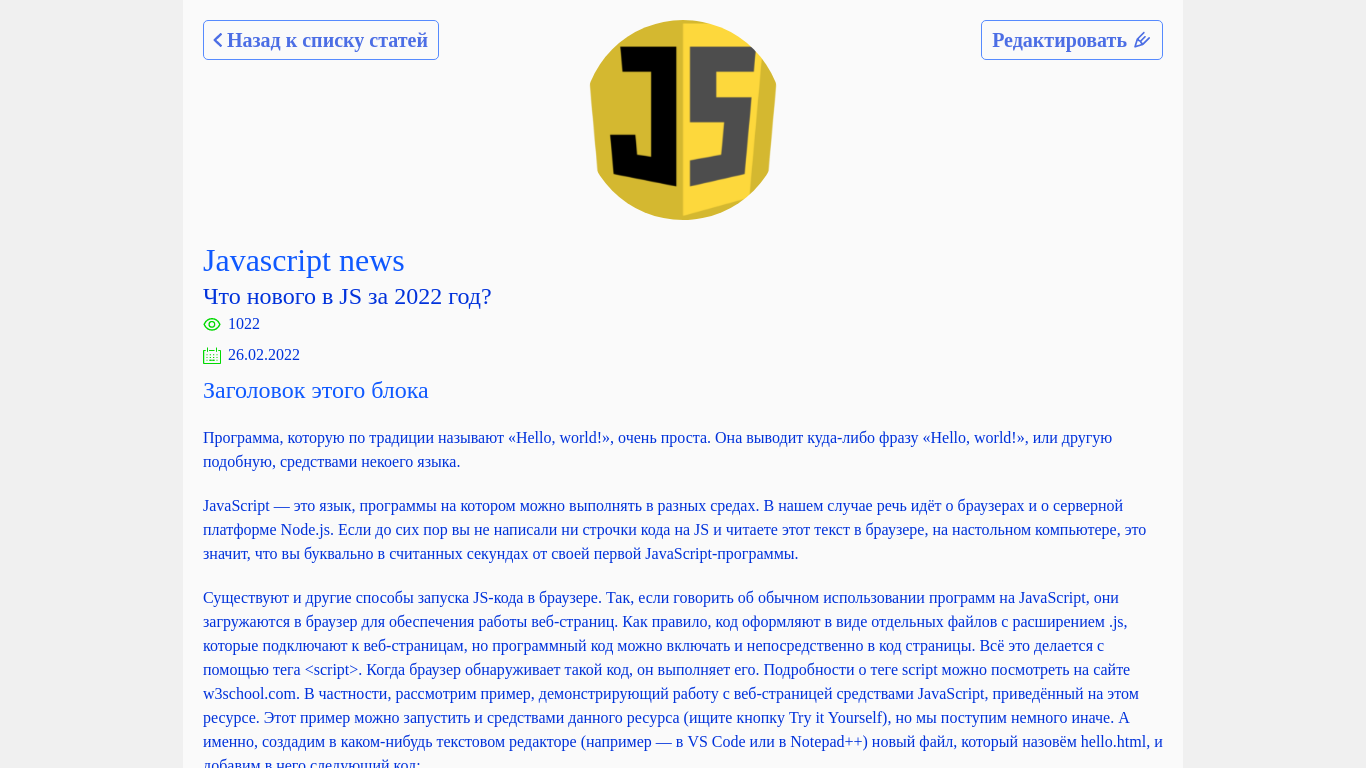 Назад к списку статей
Редактировать
JS
Javascript news
Что нового в JS за 2022 год?
1022
26.02.2022
Заголовок этого блока
Программа, которую по традиции называют «Hello, world!», очень проста. Она выводит куда-либо фразу «Hello, world!», или другую
подобную, средствами некоего языка.
JavaScript — это язык, программы на котором можно выполнять в разных средах. В нашем случае речь идёт о браузерах и о серверной
платформе Node.js. Если до сих пор вы не написали ни строчки кода на JS и читаете этот текст в браузере, на настольном компьютере, это
значит, что вы буквально в считанных секундах от своей первой JavaScript-программы.
Существуют и другие способы запуска JS-кода в браузере. Так, если говорить об обычном использовании программ на JavaScript, они
загружаются в браузер для обеспечения работы веб-страниц. Как правило, код оформляют в виде отдельных файлов с расширением .js,
которые подключают к веб-страницам, но программный код можно включать и непосредственно в код страницы. Всё это делается с
помощью тега <script>. Когда браузер обнаруживает такой код, он выполняет его. Подробности о теге script можно посмотреть на сайте
w3school.com. В частности, рассмотрим пример, демонстрирующий работу с веб-страницей средствами JavaScript, приведённый на этом
ресурсе. Этот пример можно запустить и средствами данного ресурса (ищите кнопку Try it Yourself), но мы поступим немного иначе. А
именно, создадим в каком-нибудь текстовом редакторе (например — в VS Code или в Notepad++) новый файл, который назовём hello.html, и
добавим в него следующий код: